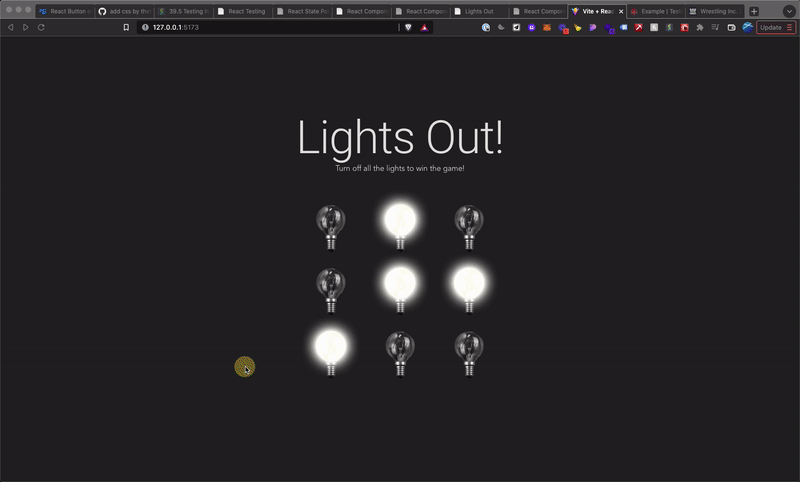 React Button
add css by the
39.5 Testing
React Testing
React State
React Compo
React Compo
Lights Out
React Compo
Vite + Rea
Example | Test
Wrestling Inc.
127.0.0.1:5173
Update
Lights Out!
Turn off all the lights to win the game!